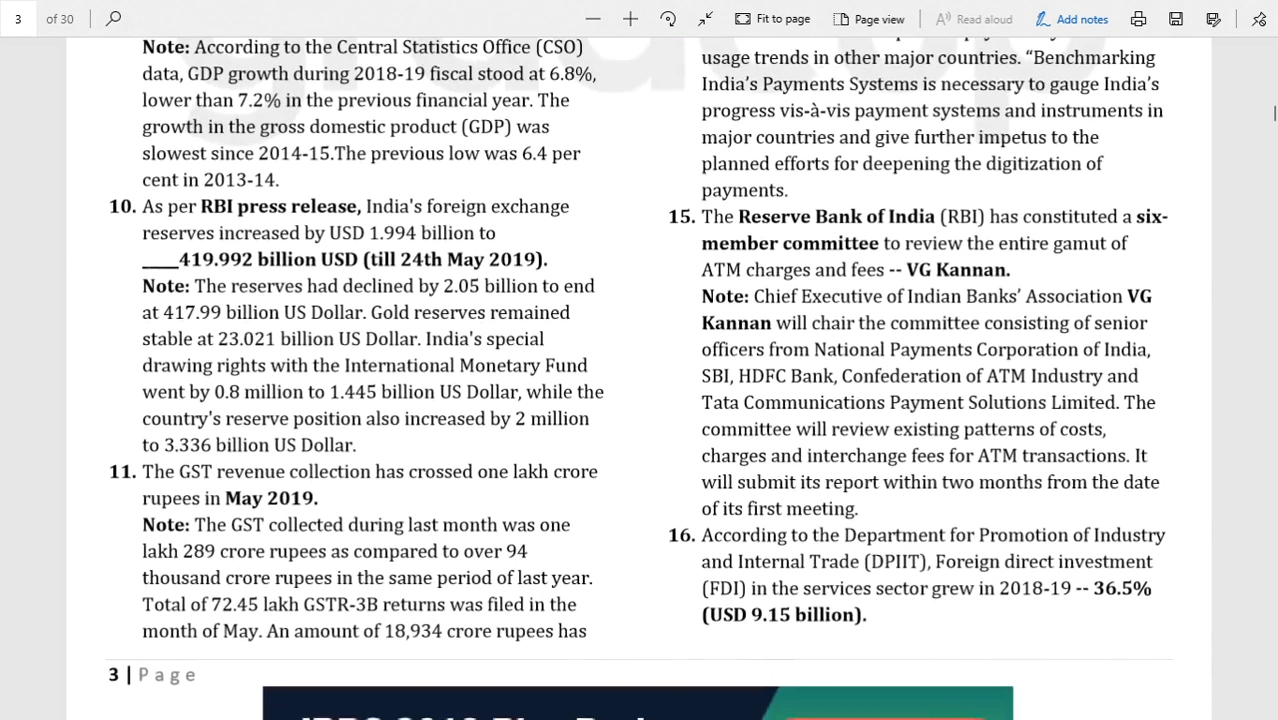 3
of 30
Fit to page
Page view
Read aloud
Add notes
Note: According to the Central Statistics Office (CSO)
data, GDP growth during 2018-19 fiscal stood at 6.8%,
lower than 7.2% in the previous financial year. The
growth in the gross domestic product (GDP) was
slowest since 2014-15.The previous low was 6.4 per
cent in 2013-14.
10. As per RBI press release, India's foreign exchange
reserves increased by USD 1.994 billion to
____419.992 billion USD (till 24th May 2019).
Note: The reserves had declined by 2.05 billion to end
at 417.99 billion US Dollar. Gold reserves remained
stable at 23.021 billion US Dollar. India's special
drawing rights with the International Monetary Fund
went by 0.8 million to 1.445 billion US Dollar, while the
country's reserve position also increased by 2 million
to 3.336 billion US Dollar.
11. The GST revenue collection has crossed one lakh crore
rupees in May 2019.
Note: The GST collected during last month was one
lakh 289 crore rupees as compared to over 94
thousand crore rupees in the same period of last year.
Total of 72.45 lakh GSTR-3B returns was filed in the
month of May. An amount of 18,934 crore rupees has
usage trends in other major countries. “Benchmarking
India’s Payments Systems is necessary to gauge India’s
progress vis-à-vis payment systems and instruments in
major countries and give further impetus to the
planned efforts for deepening the digitization of
payments.
15. The Reserve Bank of India (RBI) has constituted a six-
member committee to review the entire gamut of
ATM charges and fees -- VG Kannan.
Note: Chief Executive of Indian Banks’ Association VG
Kannan will chair the committee consisting of senior
officers from National Payments Corporation of India,
SBI, HDFC Bank, Confederation of ATM Industry and
Tata Communications Payment Solutions Limited. The
committee will review existing patterns of costs,
charges and interchange fees for ATM transactions. It
will submit its report within two months from the date
of its first meeting.
16. According to the Department for Promotion of Industry
and Internal Trade (DPIIT), Foreign direct investment
(FDI) in the services sector grew in 2018-19 -- 36.5%
(USD 9.15 billion).
3 | Page